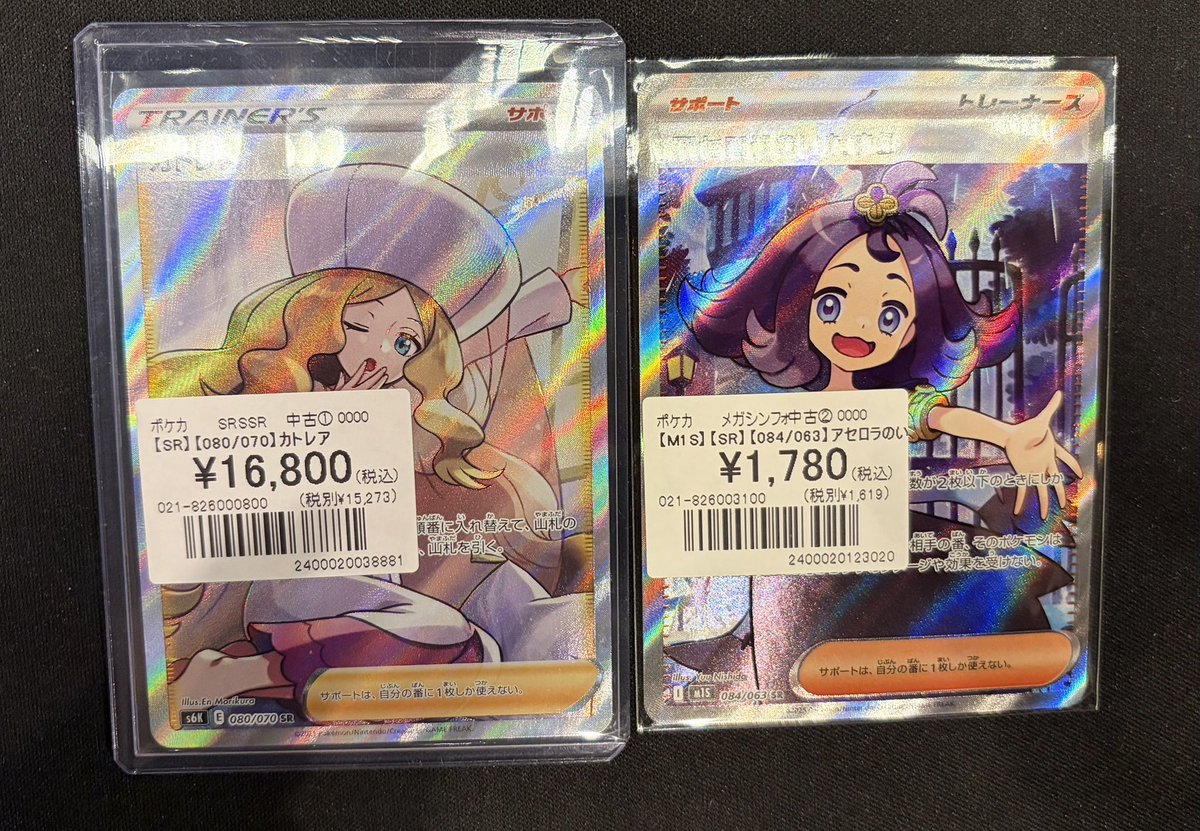 TRAINER'S サポ
カトレ
ポケカ SRSSR 中古① 0000
【SR】【080/070】カトレア
¥16,800(税込)
021-826000800 (税別¥15,273)
2400020038881
順番に入れ替えて、山札の
、山札を引く。
サポートは、自分の番に1枚しか使えない。
Illus.En Morikura
s6K E 080/070 SR
©2021 Pokémon/Nintendo/Creatures/GAME FREAK.
サポート トレーナーズ
ポケカ メガシンフォ中古② 0000
【M1S】【SR】【084/063】アセロラのい
¥1,780(税込)
021-826003100 (税別¥1,619)
2400020123020
数が2枚以下のときにしか
相手の番、そのポケモンは
ージや効果を受けない。
サポートは、自分の番に1枚しか使えない。
Illus. Yuu Nishida
I M1S 084/063 SR